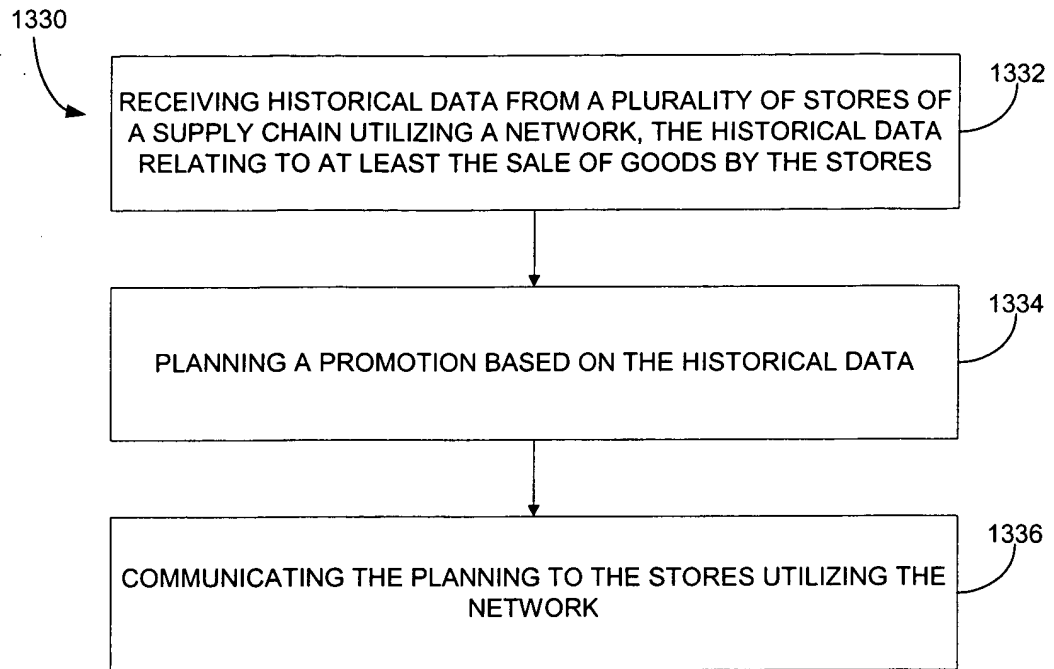 1330
1332
RECEIVING HISTORICAL DATA FROM A PLURALITY OF STORES OF
A SUPPLY CHAIN UTILIZING A NETWORK, THE HISTORICAL DATA
RELATING TO AT LEAST THE SALE OF GOODS BY THE STORES
1334
PLANNING A PROMOTION BASED ON THE HISTORICAL DATA
1336
COMMUNICATING THE PLANNING TO THE STORES UTILIZING THE
NETWORK